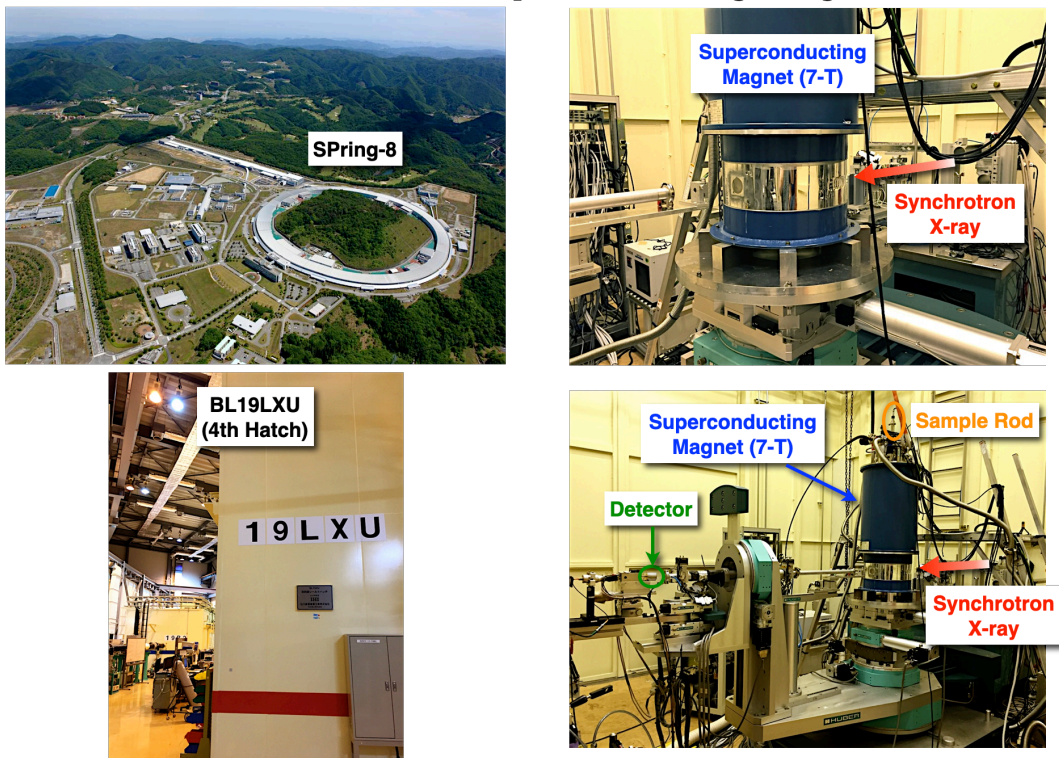 SPring-8
Superconducting
Magnet (7-T)
Synchrotron
X-ray
BL19LXU
(4th Hatch)
19LXU
Superconducting
Magnet (7-T)
Sample Rod
Detector
Synchrotron
X-ray
HUBER